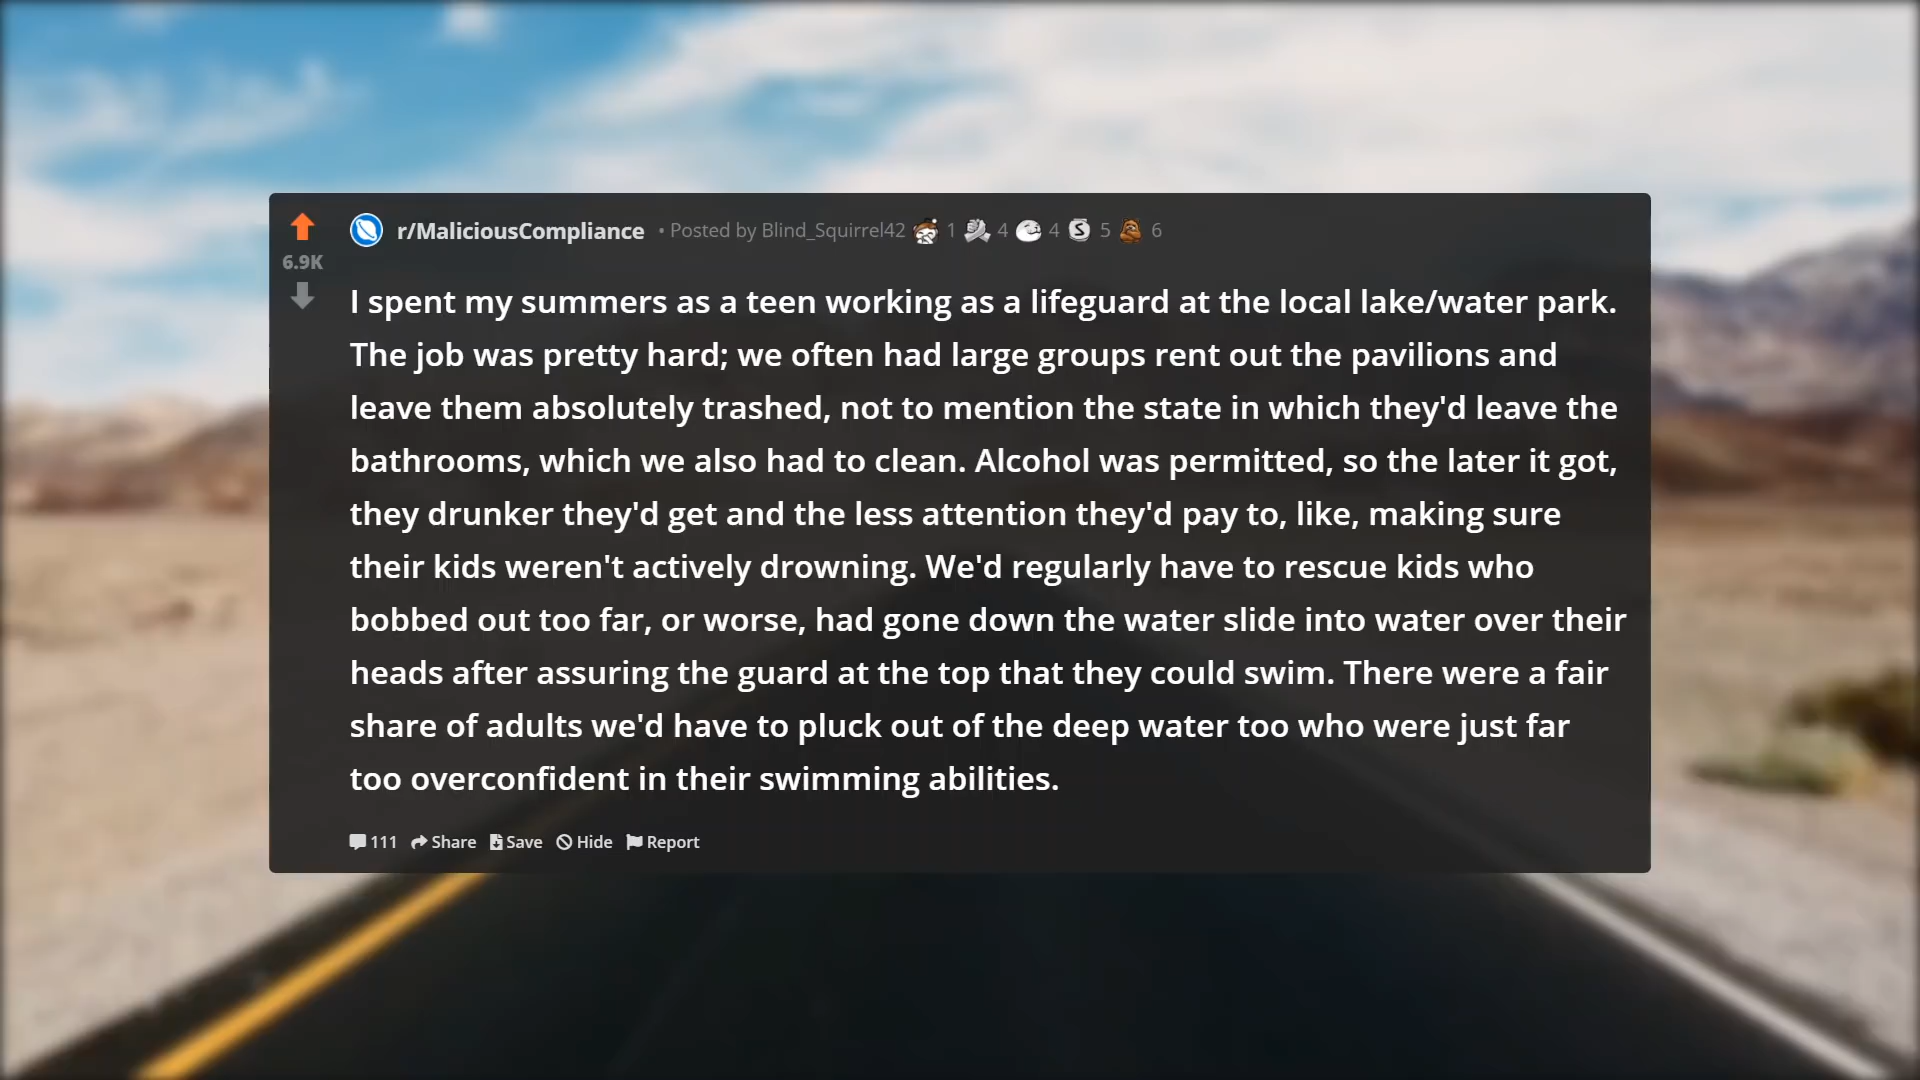 r/MaliciousCompliance • Posted by Blind_Squirrel42 1 4 4 S 5 6
6.9K
I spent my summers as a teen working as a lifeguard at the local lake/water park.
The job was pretty hard; we often had large groups rent out the pavilions and
leave them absolutely trashed, not to mention the state in which they'd leave the
bathrooms, which we also had to clean. Alcohol was permitted, so the later it got,
they drunker they'd get and the less attention they'd pay to, like, making sure
their kids weren't actively drowning. We'd regularly have to rescue kids who
bobbed out too far, or worse, had gone down the water slide into water over their
heads after assuring the guard at the top that they could swim. There were a fair
share of adults we'd have to pluck out of the deep water too who were just far
too overconfident in their swimming abilities.
111 Share Save Hide Report